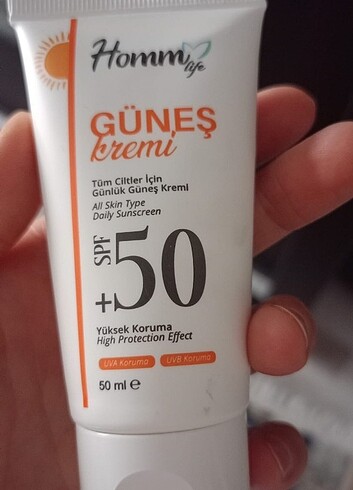 Homm life
GÜNEŞ
kremi
Tüm Ciltler İçin
Günlük Güneş Kremi
All Skin Type
Daily Sunscreen
SPF
+50
Yüksek Koruma
High Protection Effect
UVA Koruma UVB Koruma
50 ml ℮